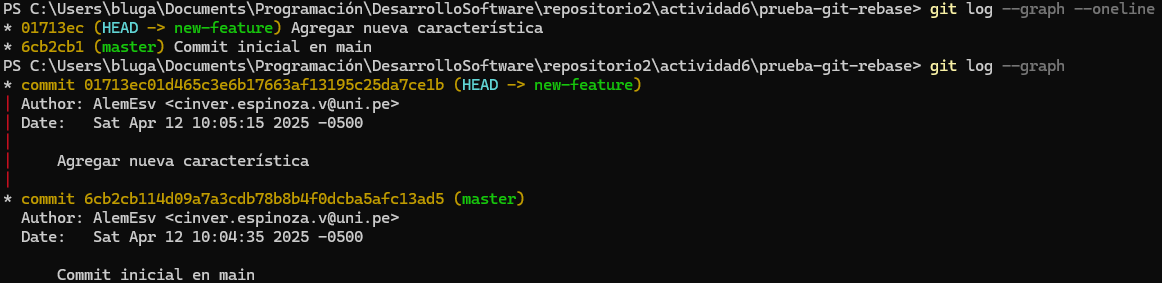 PS C:\Users\bluga\Documents\Programación\DesarrolloSoftware\repositorio2\actividad6\prueba-git-rebase> git log --graph --oneline
* 01713ec (HEAD -> new-feature) Agregar nueva característica
* 6cb2cb1 (master) Commit inicial en main
PS C:\Users\bluga\Documents\Programación\DesarrolloSoftware\repositorio2\actividad6\prueba-git-rebase> git log --graph
* commit 01713ec01d465c3e6b17663af13195c25da7ce1b (HEAD -> new-feature)
| Author: AlemEsv <cinver.espinoza.v@uni.pe>
| Date:   Sat Apr 12 10:05:15 2025 -0500
|
|     Agregar nueva característica
|
* commit 6cb2cb114d09a7a3cdb78b8b4f0dcba5afc13ad5 (master)
  Author: AlemEsv <cinver.espinoza.v@uni.pe>
  Date:   Sat Apr 12 10:04:35 2025 -0500

      Commit inicial en main